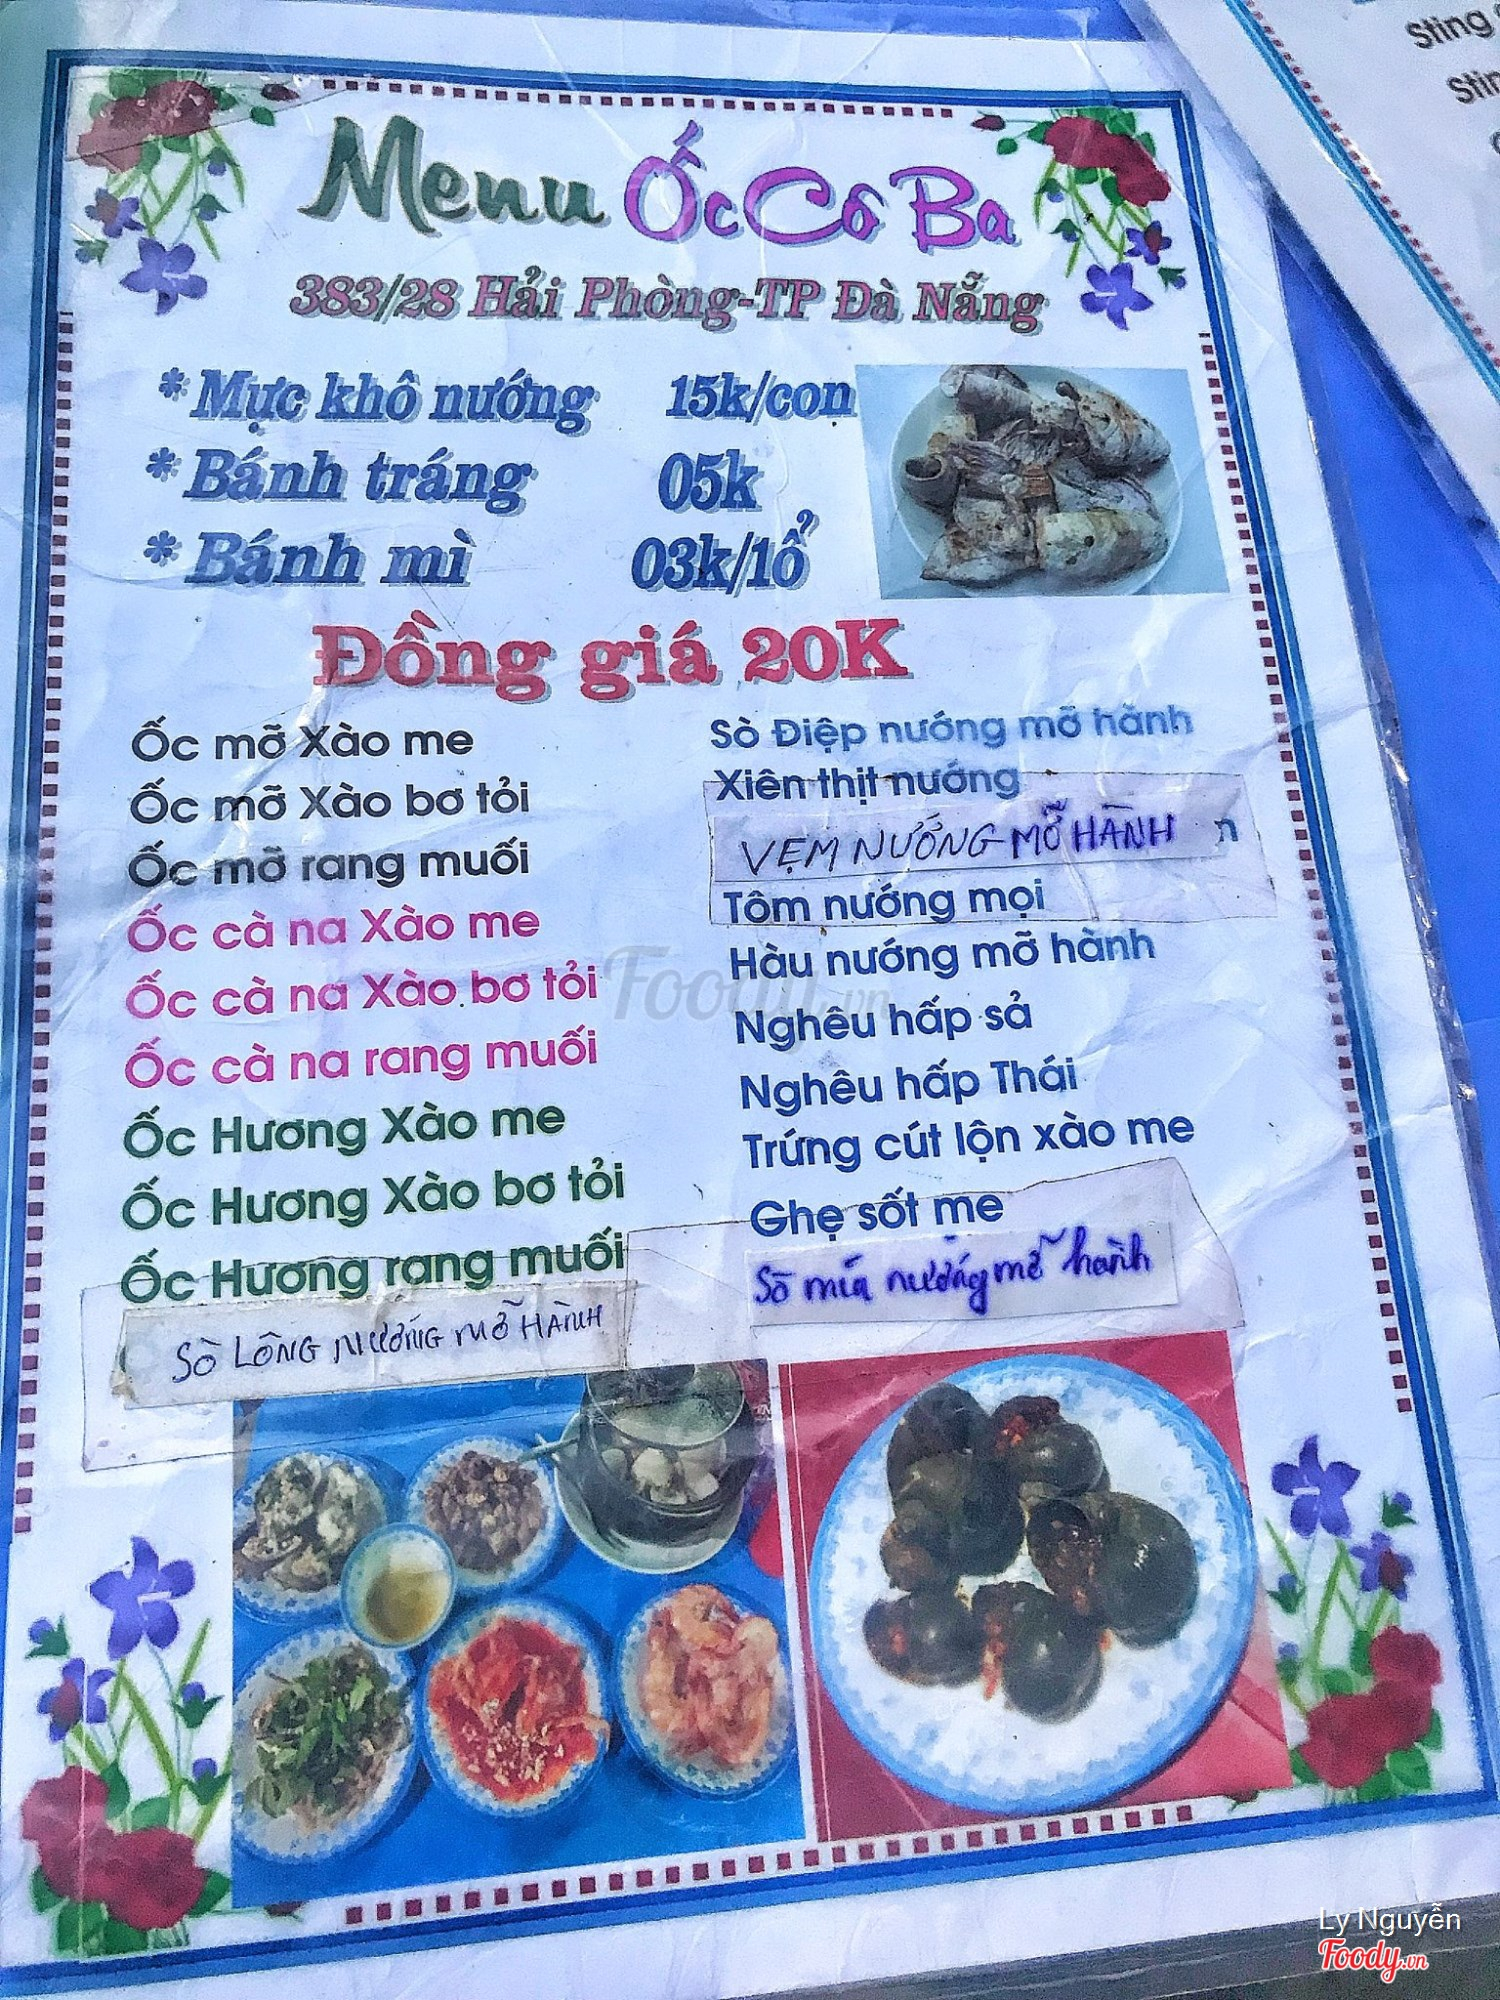 Sting
Menu Ốc Cô Ba
383/28 Hải Phòng-TP Đà Nẵng
* Mực khô nướng 15k/con
* Bánh tráng 05k
* Bánh mì 03k/1ổ
Đồng giá 20K
Ốc mỡ Xào me
Ốc mỡ Xào bơ tỏi
Ốc mỡ rang muối
Ốc cà na Xào me
Ốc cà na Xào bơ tỏi
Ốc cà na rang muối
Ốc Hương Xào me
Ốc Hương Xào bơ tỏi
Ốc Hương rang muối
SÒ LÔNG NƯỚNG MỠ HÀNH
Sò Điệp nướng mỡ hành
Xiên thịt nướng
VẸM NƯỚNG MỠ HÀNH
Tôm nướng mọi
Hàu nướng mỡ hành
Nghêu hấp sả
Nghêu hấp Thái
Trứng cút lộn xào me
Ghẹ sốt me
Sò mía nướng mỡ hành
Foody.vn
Ly Nguyễn
Foody.vn